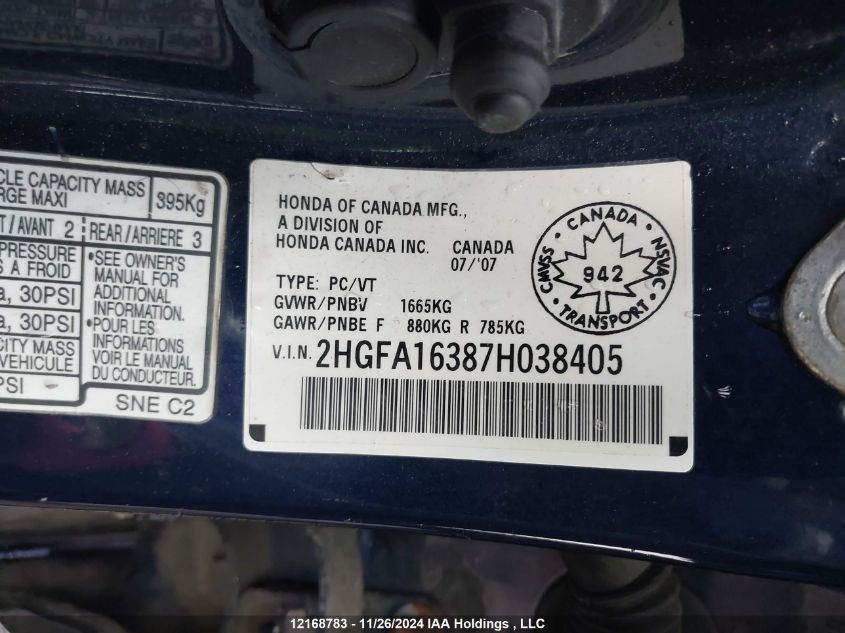 CLE CAPACITY MASS
RGE MAXI
395Kg
T / AVANT 2
REAR/ARRIERE 3
PRESSURE
S A FROID
a, 30PSI
a, 30PSI
CITY MASS
VEHICULE
PSI
•SEE OWNER'S
MANUAL FOR
ADDITIONAL
INFORMATION.
•POUR LES
INFORMATIONS
VOIR LE MANUEL
DU CONDUCTEUR.
SNE C2
HONDA OF CANADA MFG.,
A DIVISION OF
HONDA CANADA INC. CANADA
07/'07
TYPE: PC/VT
GVWR/PNBV 1665KG
GAWR/PNBE F 880KG R 785KG
V.I.N. 2HGFA16387H038405
CANADA
CMVSS
NSVAC
942
TRANSPORT
12168783 - 11/26/2024 IAA Holdings , LLC